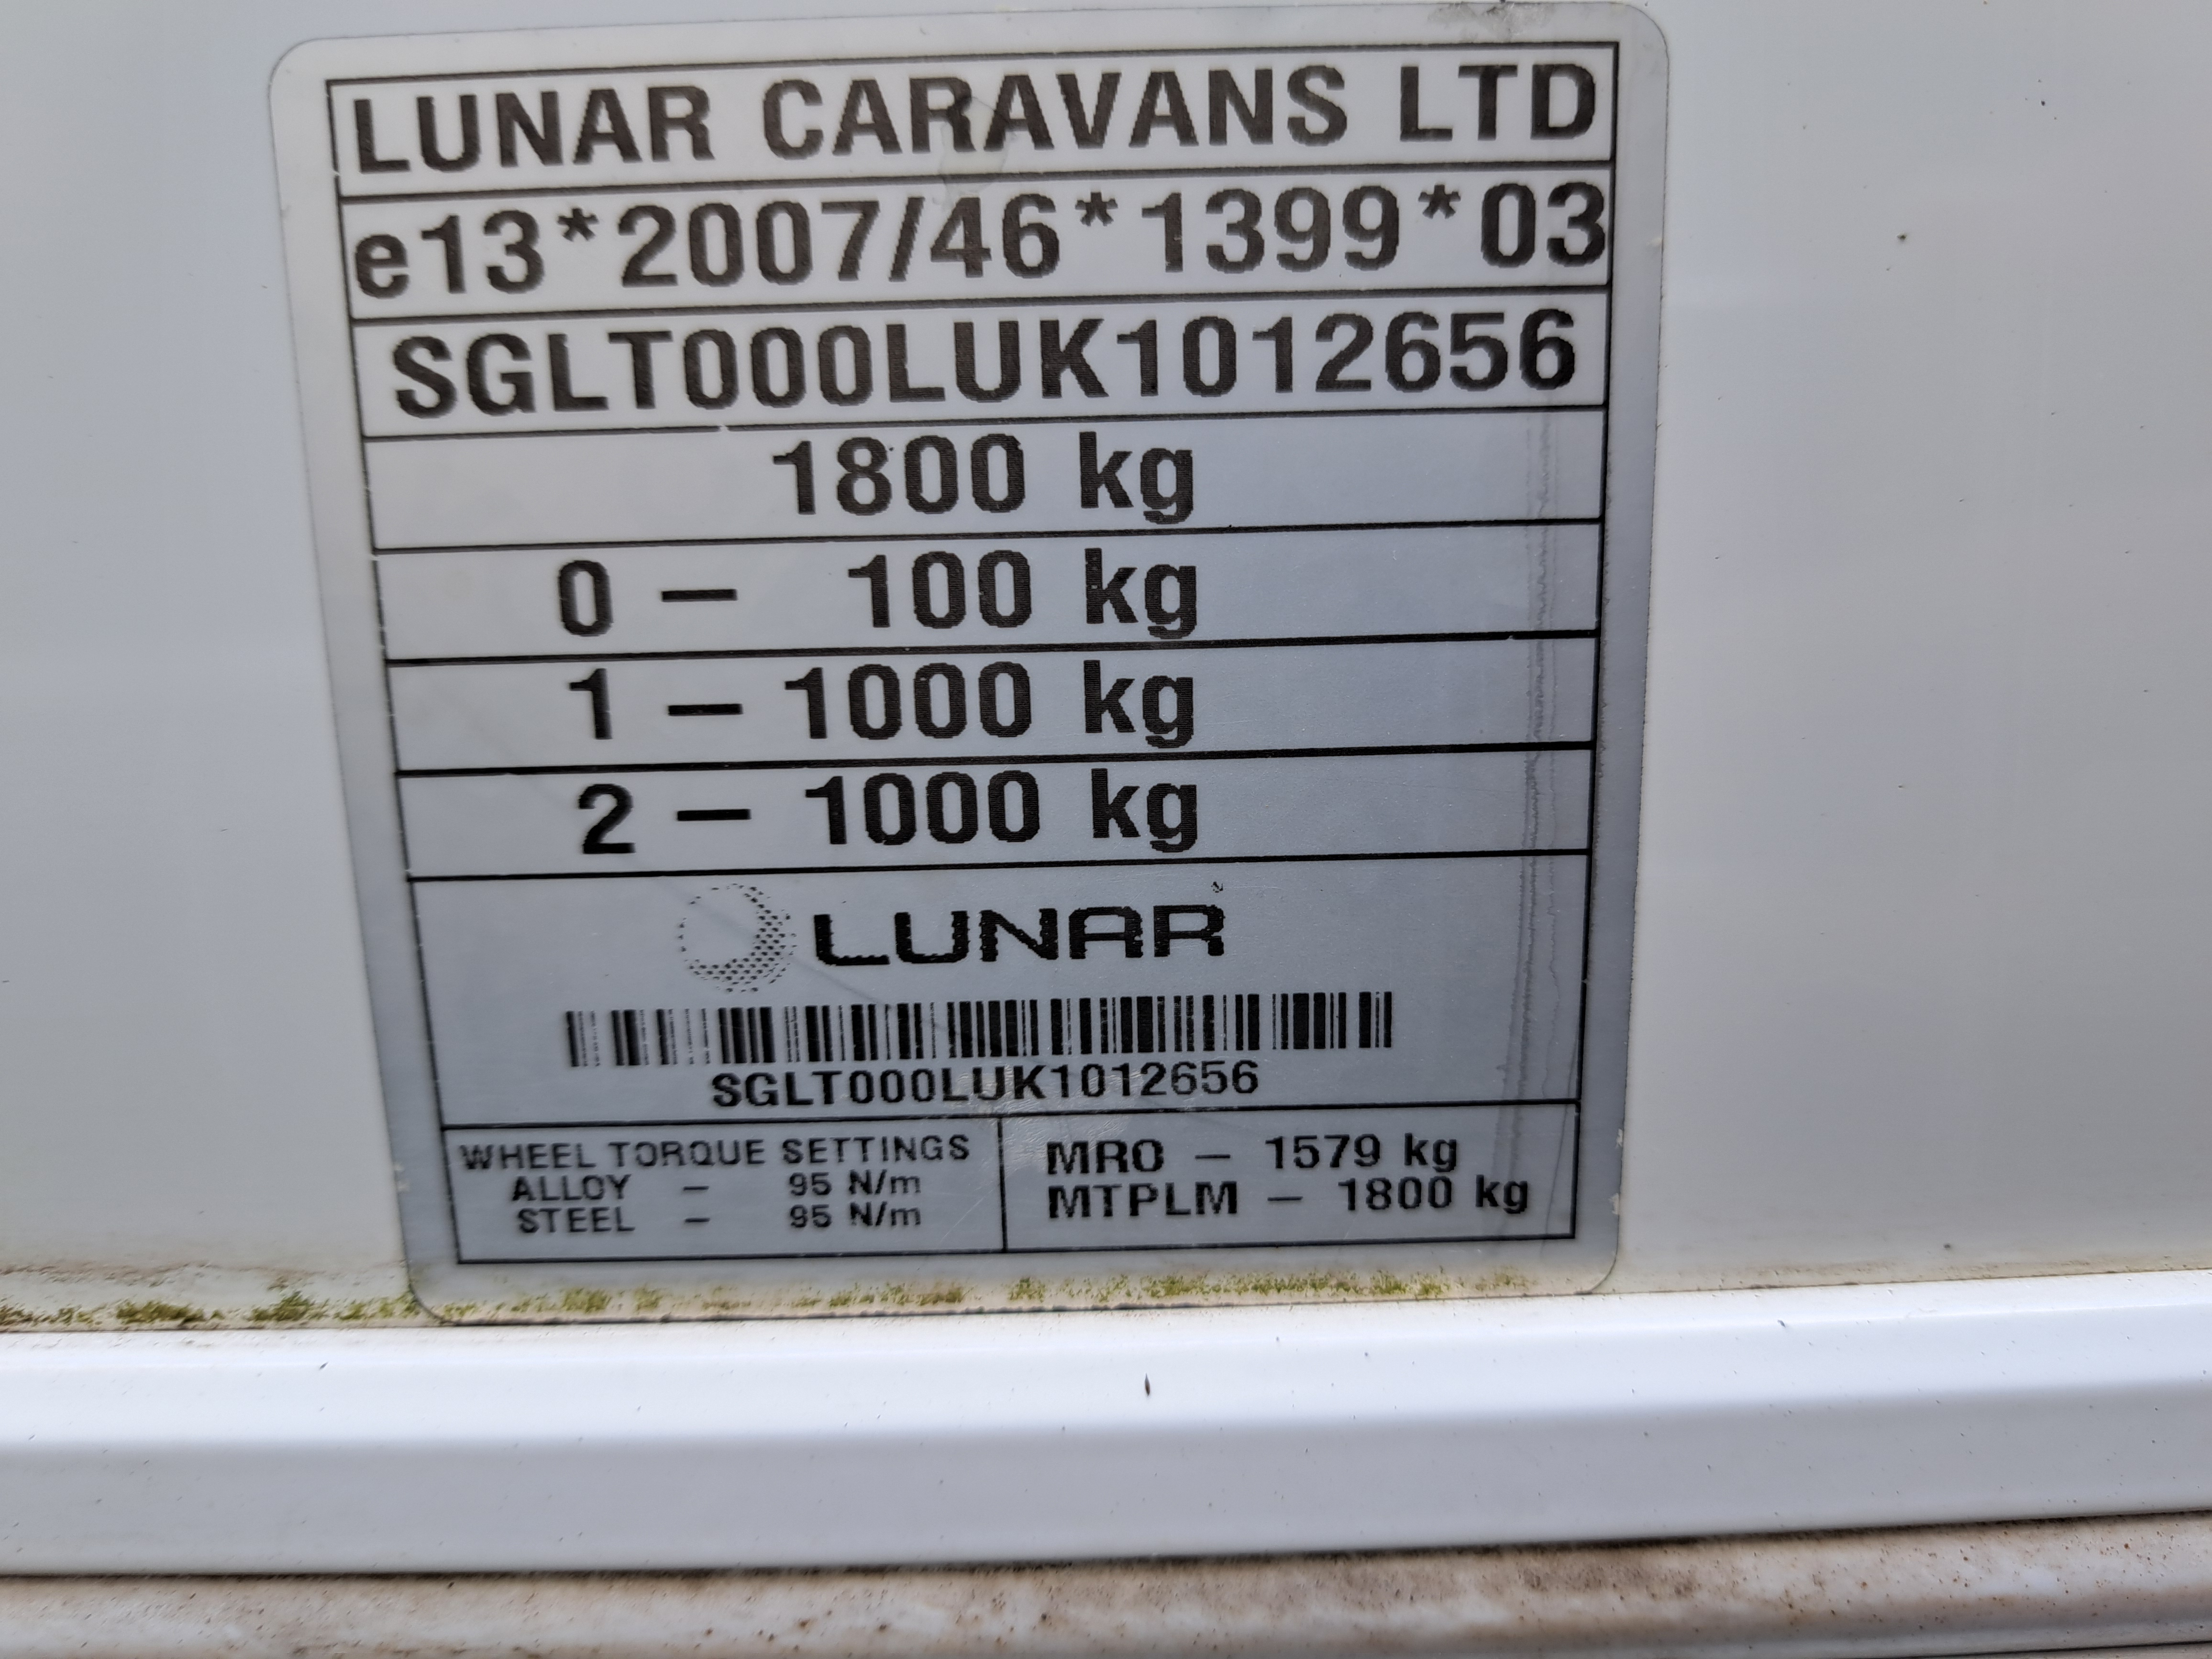 LUNAR CARAVANS LTD
e13*2007/46*1399*03
SGLT000LUK1012656
1800 kg
0 – 100 kg
1 – 1000 kg
2 – 1000 kg
LUNAR
SGLT000LUK1012656
WHEEL TORQUE SETTINGS
ALLOY – 95 N/m
STEEL – 95 N/m
MRO – 1579 kg
MTPLM – 1800 kg